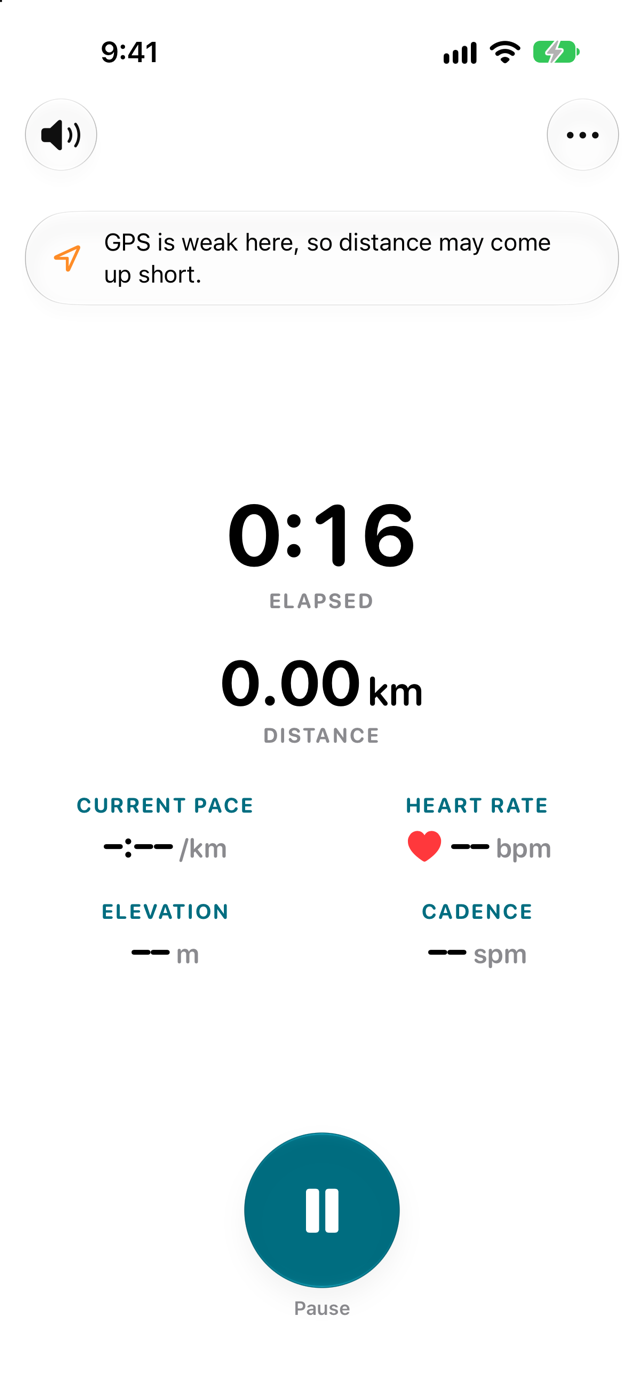 9:41
GPS is weak here, so distance may come
up short.
0:16
ELAPSED
0.00 km
DISTANCE
CURRENT PACE
–:–– /km
HEART RATE
–– bpm
ELEVATION
–– m
CADENCE
–– spm
Pause